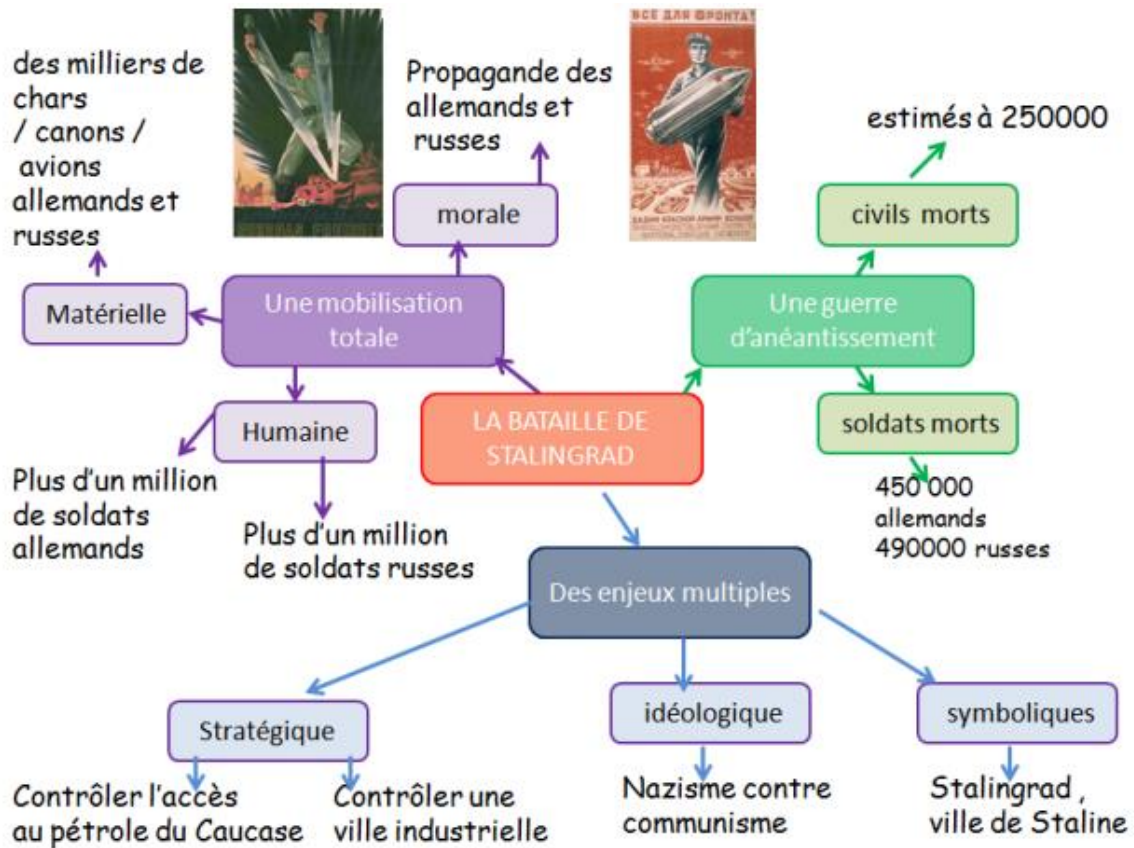 des milliers de
chars
/ canons /
avions
allemands et
russes
Propagande des
allemands et
russes
ВСЕ ДЛЯ ФРОНТА!
estimés à 250000
morale
civils morts
Matérielle
Une mobilisation
totale
Une guerre
d'anéantissement
Humaine
LA BATAILLE DE
STALINGRAD
soldats morts
Plus d'un million
de soldats
allemands
Plus d'un million
de soldats russes
450 000
allemands
490000 russes
Des enjeux multiples
Stratégique
idéologique
symboliques
Contrôler l'accès
au pétrole du Caucase
Contrôler une
ville industrielle
Nazisme contre
communisme
Stalingrad ,
ville de Staline